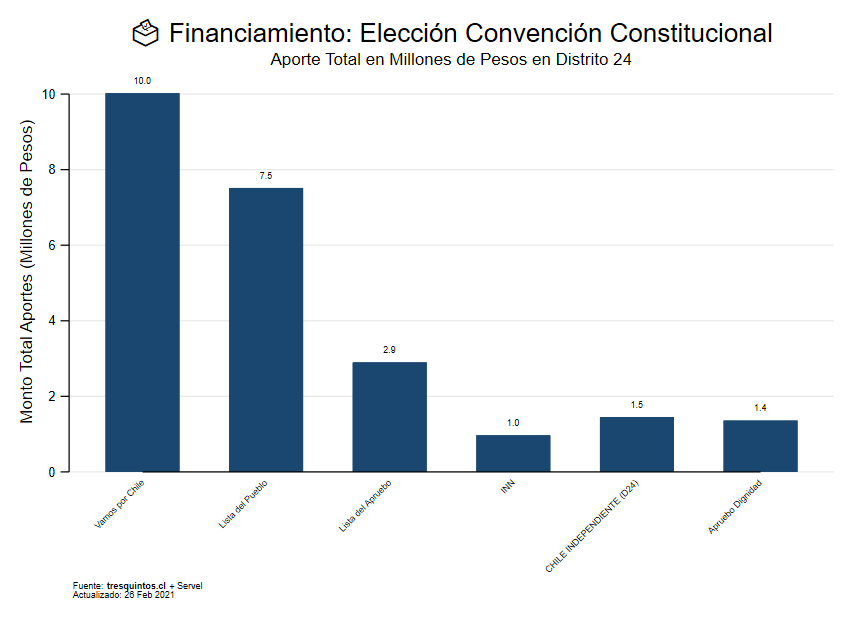 Financiamiento: Elección Convención Constitucional
Aporte Total en Millones de Pesos en Distrito 24
Monto Total Aportes (Millones de Pesos)
10
8
6
4
2
0
10.0
7.5
2.9
1.0
1.5
1.4
Vamos por Chile
Lista del Pueblo
Lista del Apruebo
INN
CHILE INDEPENDIENTE (D24)
Apruebo Dignidad
Fuente: tresquintos.cl + Servel
Actualizado: 26 Feb 2021